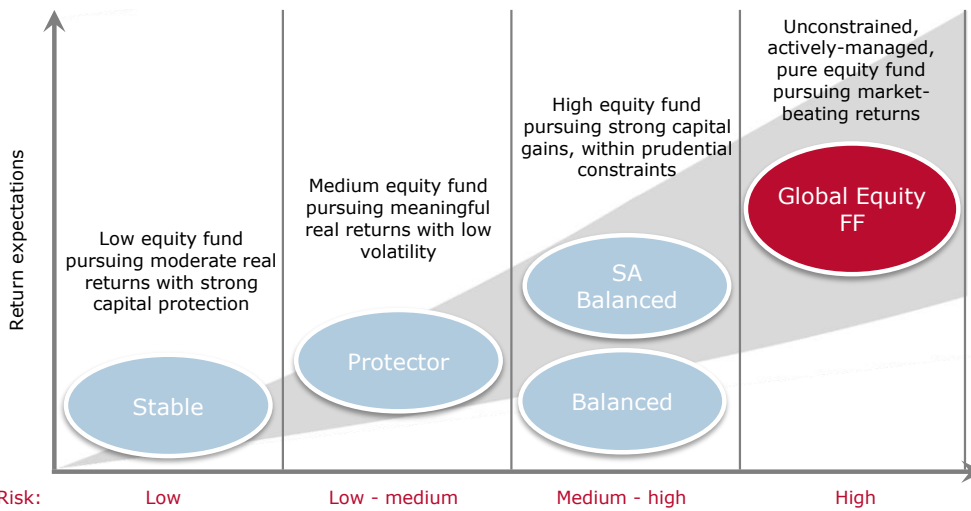 Return expectations
Low equity fund
pursuing moderate real
returns with strong
capital protection
Stable
Medium equity fund
pursuing meaningful
real returns with low
volatility
Protector
High equity fund
pursuing strong capital
gains, within prudential
constraints
SA
Balanced
Balanced
Unconstrained,
actively-managed,
pure equity fund
pursuing market-
beating returns
Global Equity
FF
Risk:
Low
Low - medium
Medium - high
High